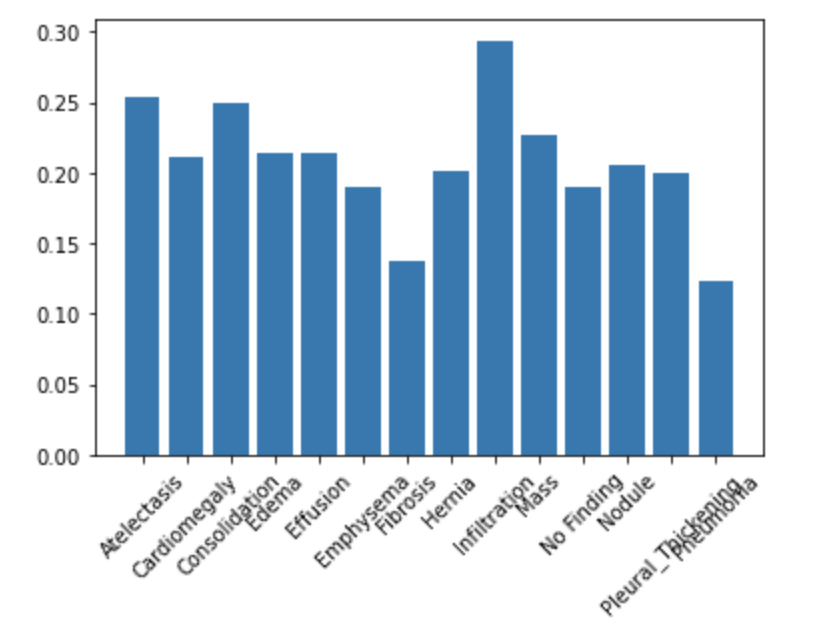 0.30
0.25
0.20
0.15
0.10
0.05
0.00
Atelectasis
Cardiomegaly
Consolidation
Edema
Effusion
Emphysema
Fibrosis
Hernia
Infiltration
Mass
No Finding
Nodule
Pleural_Thickening
Pneumonia